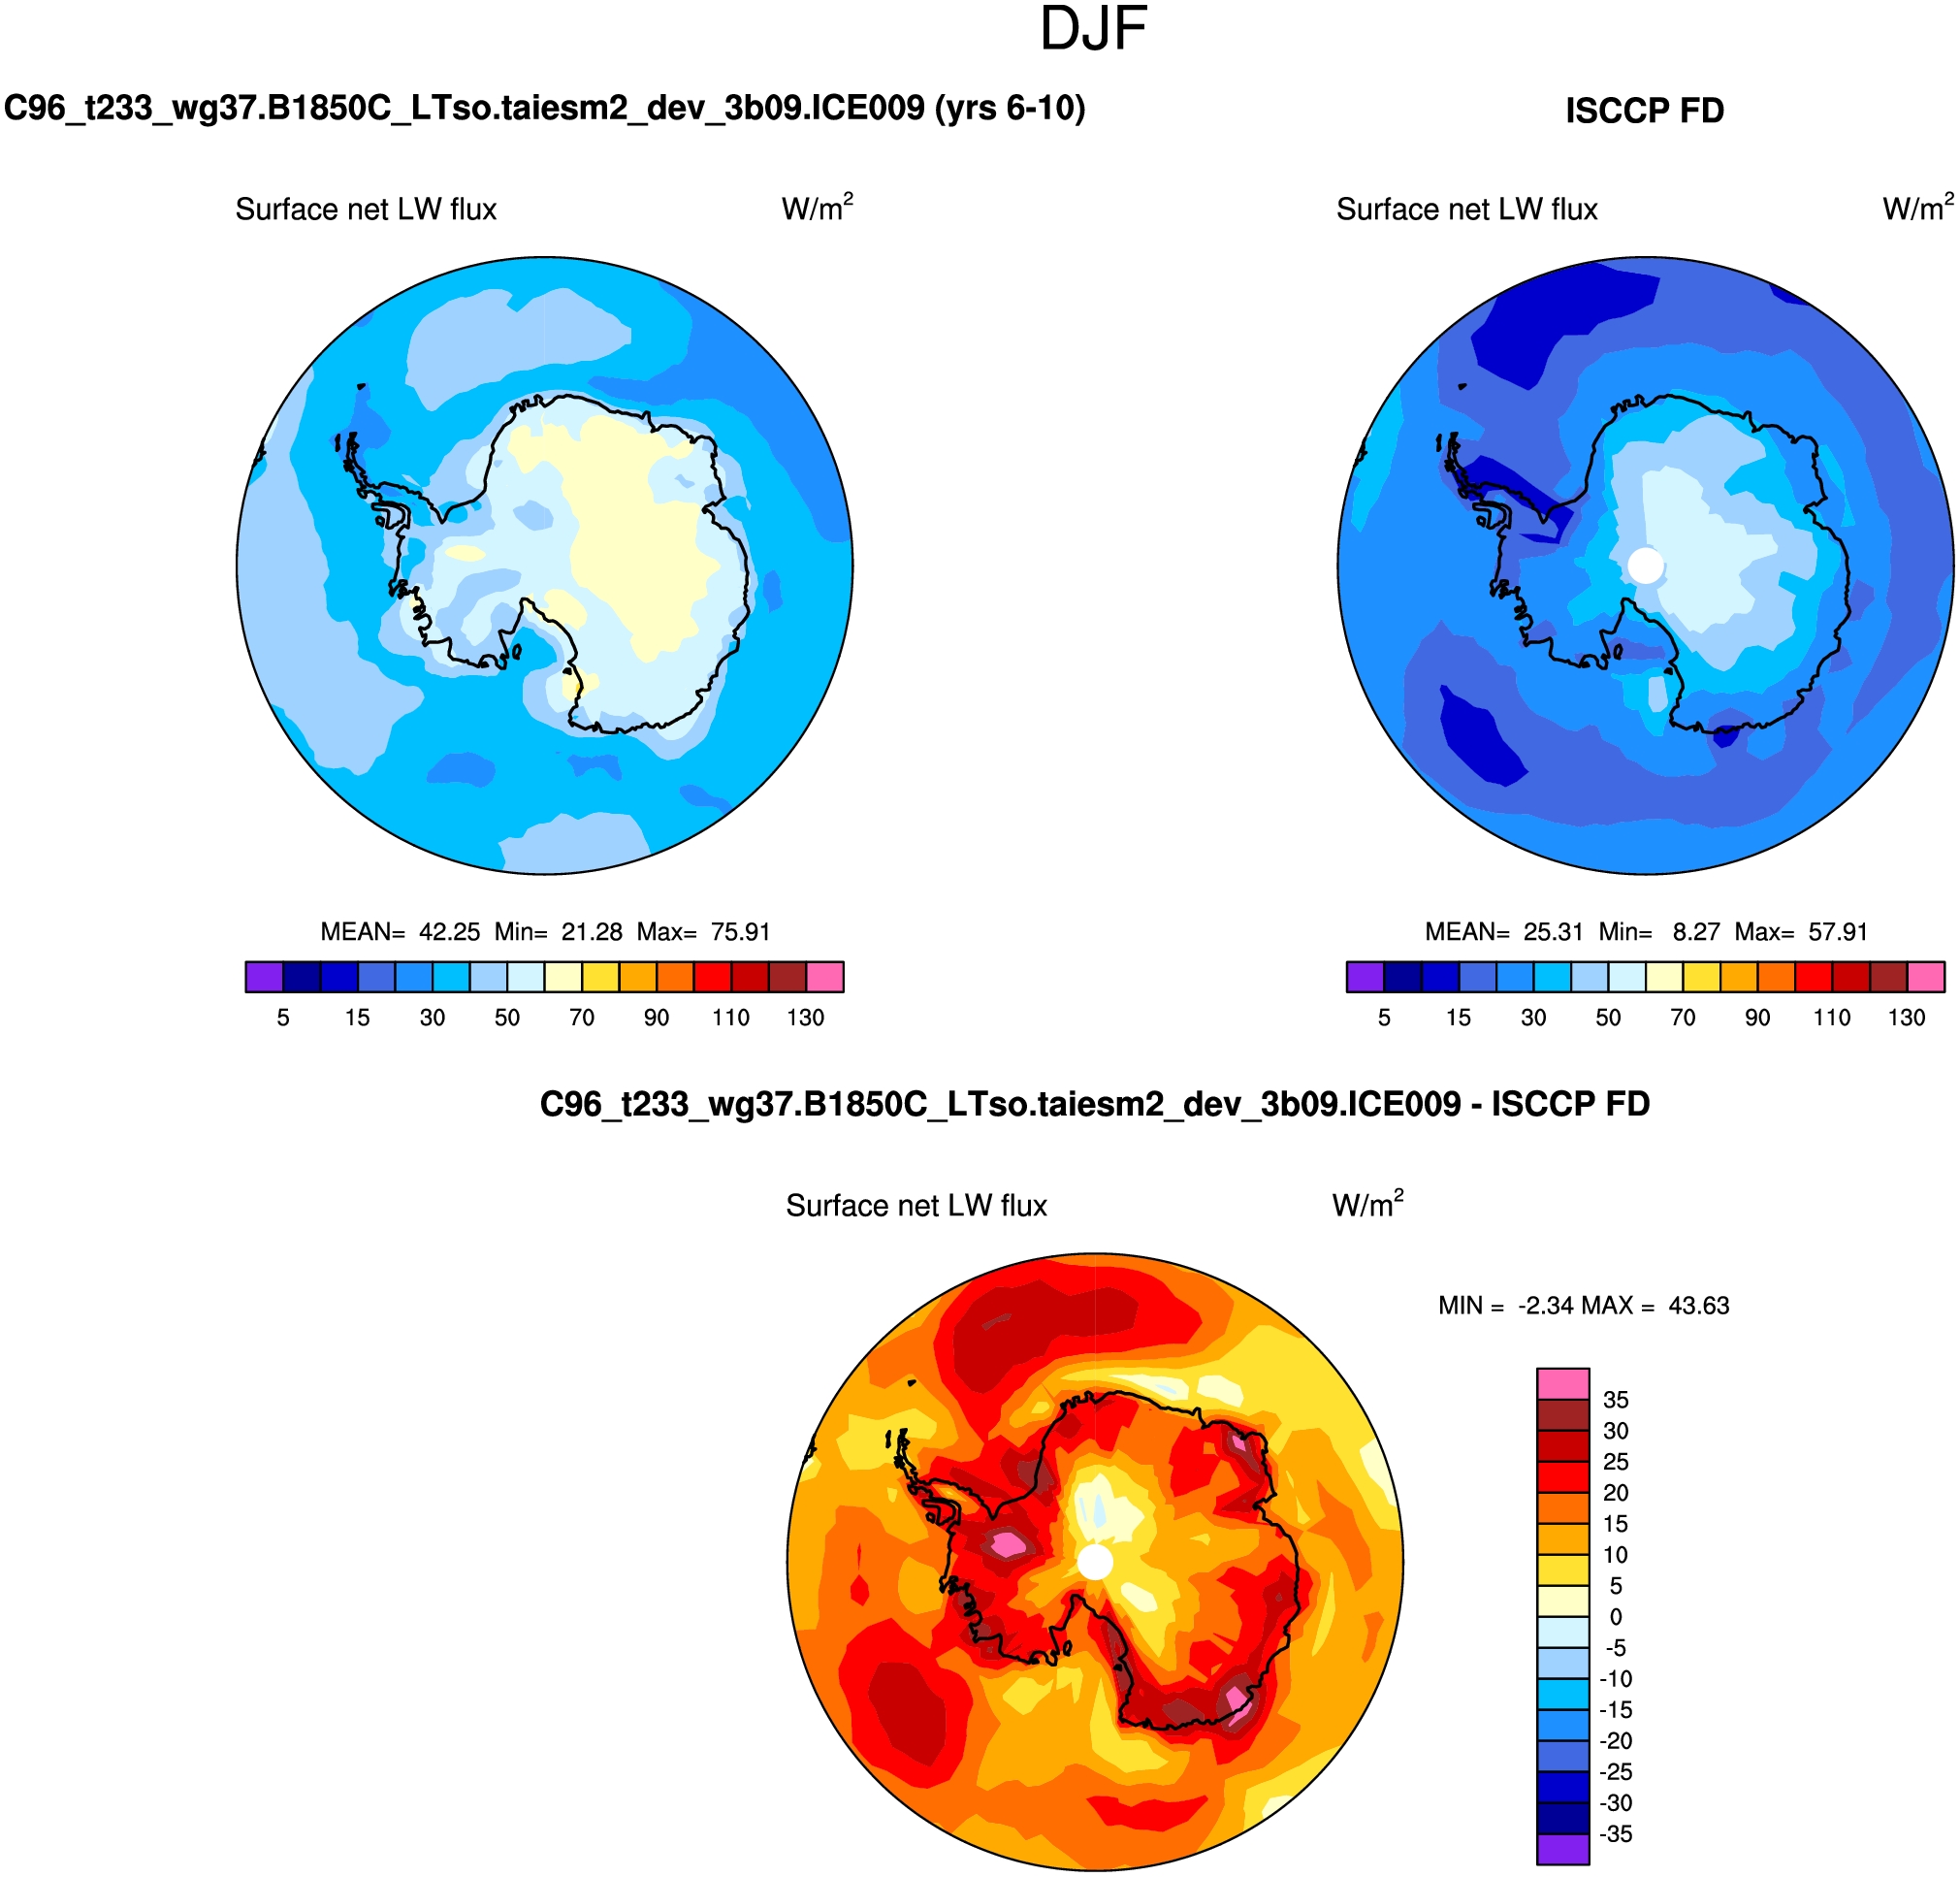 DJF
C96_t233_wg37.B1850C_LTso.taiesm2_dev_3b09.ICE009 (yrs 6-10)
ISCCP FD
Surface net LW flux W/m²
Surface net LW flux W/m²
MEAN= 42.25 Min= 21.28 Max= 75.91
MEAN= 25.31 Min= 8.27 Max= 57.91
5 15 30 50 70 90 110 130
5 15 30 50 70 90 110 130
C96_t233_wg37.B1850C_LTso.taiesm2_dev_3b09.ICE009 - ISCCP FD
Surface net LW flux W/m²
MIN = -2.34 MAX = 43.63
35
30
25
20
15
10
5
0
-5
-10
-15
-20
-25
-30
-35